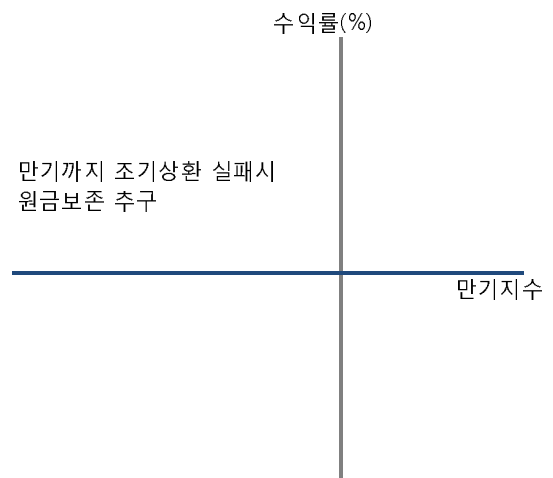 수익률(%)
만기까지 조기상환 실패시
원금보존 추구
만기지수